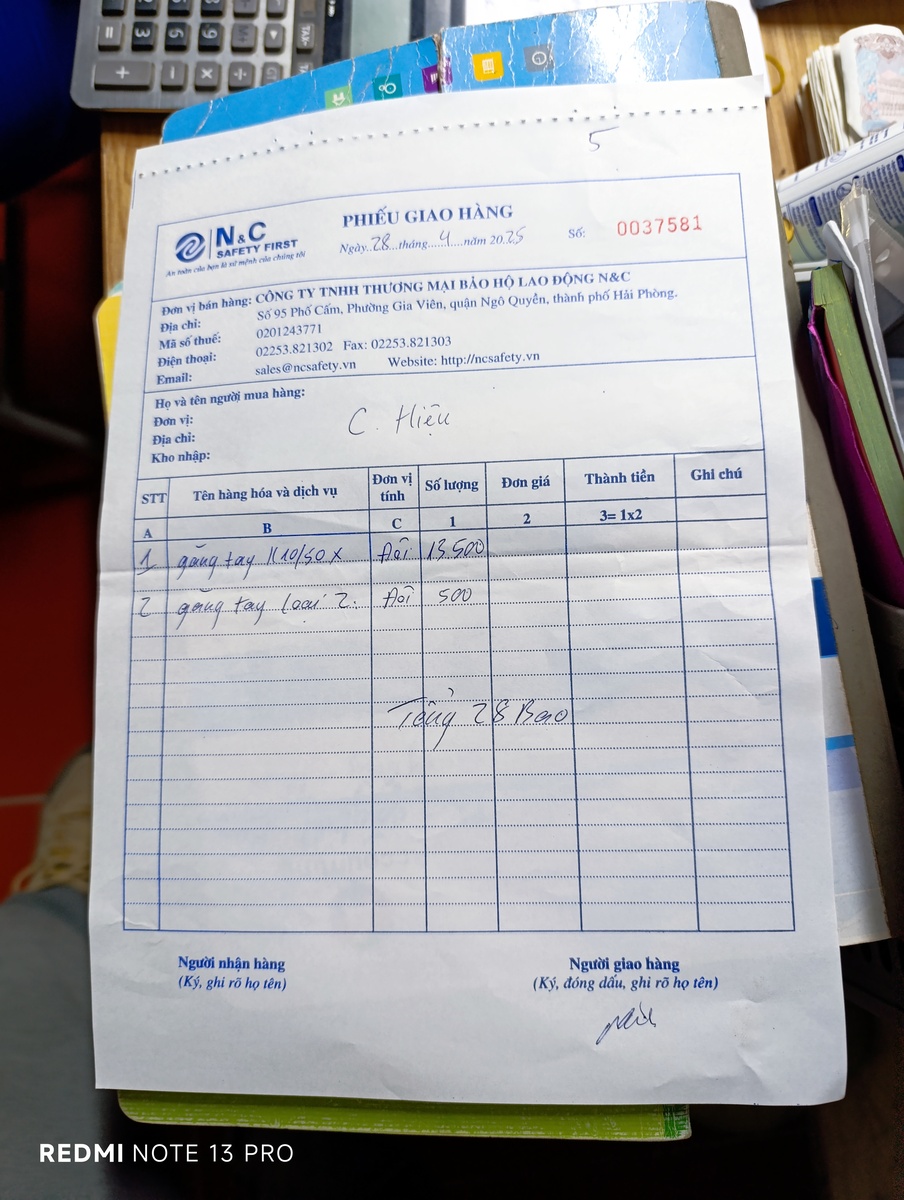 5
N&C
SAFETY FIRST
An toàn của bạn là sứ mệnh của chúng tôi
PHIẾU GIAO HÀNG
Ngày 28 tháng 4 năm 2025
Số: 0037581
Đơn vị bán hàng: CÔNG TY TNHH THƯƠNG MẠI BẢO HỘ LAO ĐỘNG N&C
Địa chỉ: Số 95 Phố Cấm, Phường Gia Viên, quận Ngô Quyền, thành phố Hải Phòng.
Mã số thuế: 0201243771
Điện thoại: 02253.821302 Fax: 02253.821303
Email: sales@ncsafety.vn Website: http://ncsafety.vn
Họ và tên người mua hàng:
Đơn vị: C. Hiệu
Địa chỉ:
Kho nhập:
STT Tên hàng hóa và dịch vụ Đơn vị tính Số lượng Đơn giá Thành tiền Ghi chú
A B C 1 2 3= 1x2
1 găng tay K10/50 X Đôi 13.500
2 găng tay loại 2. Đôi 500
Tổng 28 Bao
Người nhận hàng Người giao hàng
(Ký, ghi rõ họ tên) (Ký, đóng dấu, ghi rõ họ tên)
REDMI NOTE 13 PRO